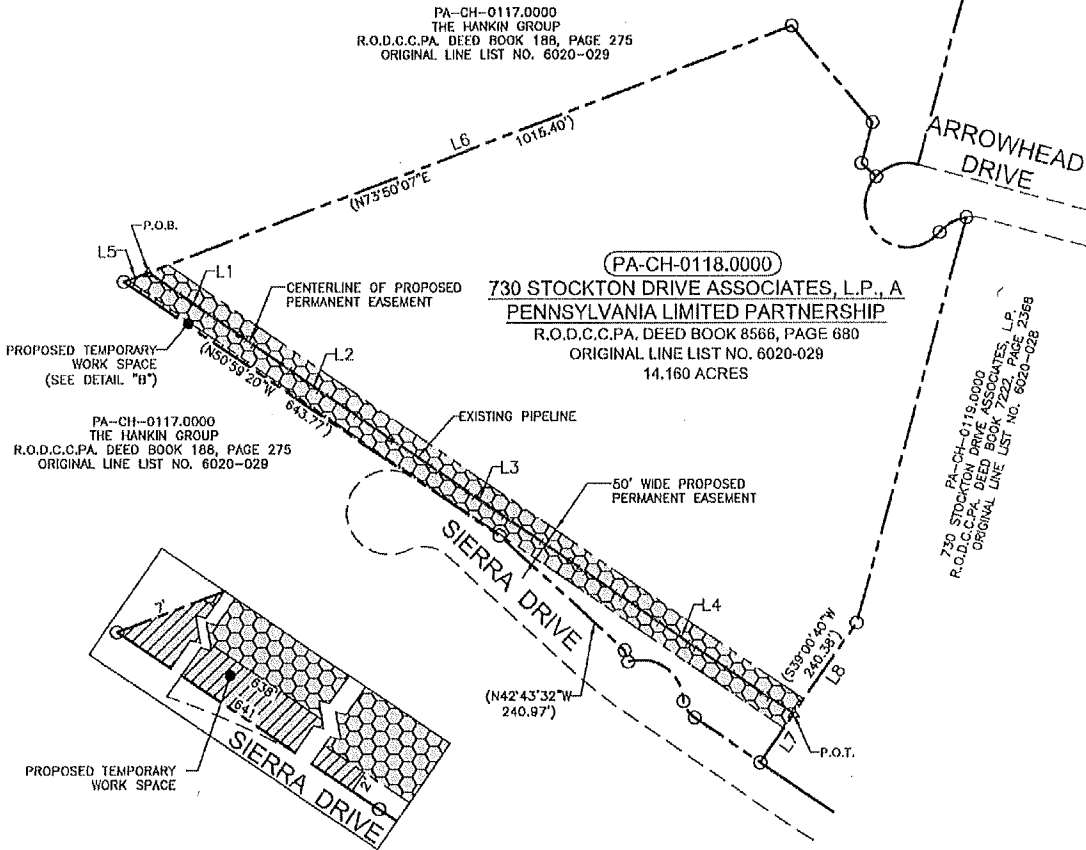 PA-CH-0117.0000
THE HANKIN GROUP
R.O.D.C.C.PA. DEED BOOK 188, PAGE 275
ORIGINAL LINE LIST NO. 6020-029
L6
1015.40')
(N73°50'07"E
ARROWHEAD
DRIVE
P.O.B.
L5
L1
CENTERLINE OF PROPOSED
PERMANENT EASEMENT
PA-CH-0118.0000
730 STOCKTON DRIVE ASSOCIATES, L.P., A
PENNSYLVANIA LIMITED PARTNERSHIP
R.O.D.C.C.PA. DEED BOOK 8566, PAGE 680
ORIGINAL LINE LIST NO. 6020-029
14.160 ACRES
PROPOSED TEMPORARY
WORK SPACE
(SEE DETAIL "B")
L2
(N50°59'20"W
643.77')
PA-CH-0117.0000
THE HANKIN GROUP
R.O.D.C.C.PA. DEED BOOK 188, PAGE 275
ORIGINAL LINE LIST NO. 6020-029
EXISTING PIPELINE
L3
50' WIDE PROPOSED
PERMANENT EASEMENT
PA-CH-0119.0000
730 STOCKTON DRIVE ASSOCIATES, L.P.
R.O.D.C.C.PA. DEED BOOK 7222, PAGE 2368
ORIGINAL LINE LIST NO. 6020-028
SIERRA DRIVE
L4
(S39°00'40"W
240.38')
L8
L7
P.O.T.
(N42°43'32"W
240.97')
7'
638'
641'
2'
SIERRA DRIVE
PROPOSED TEMPORARY
WORK SPACE